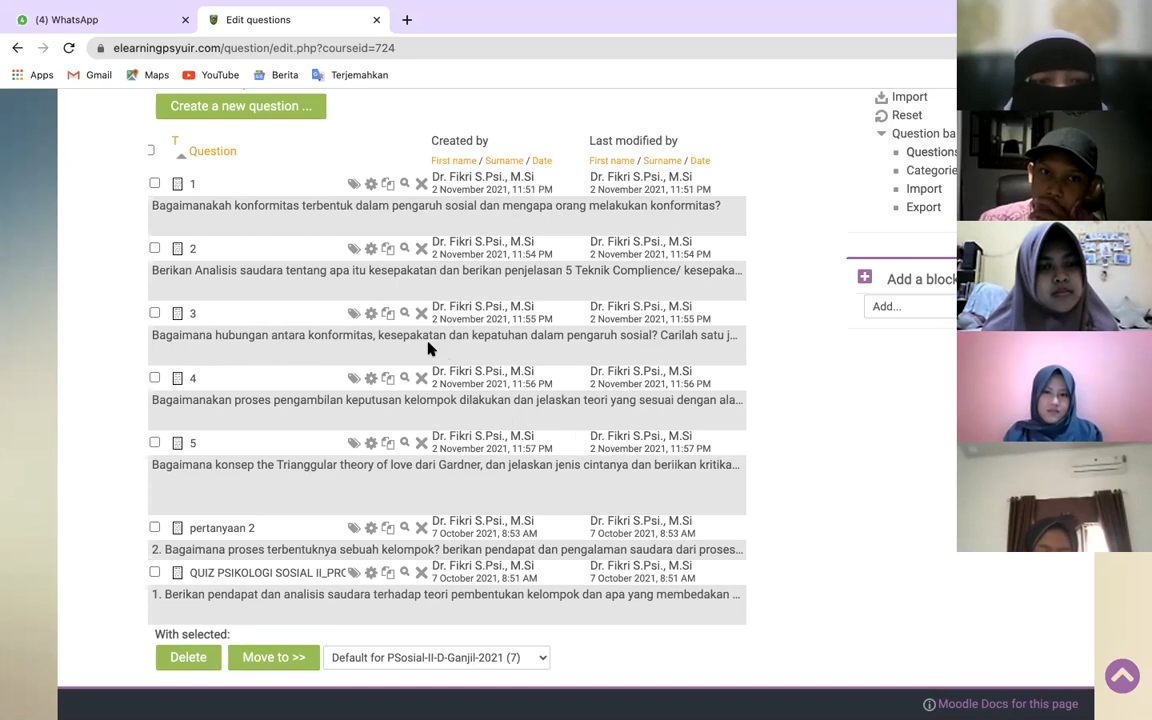 (4) WhatsApp
Edit questions
elearningpsyuir.com/question/edit.php?courseid=724
Apps Gmail Maps YouTube Berita Terjemahkan
Create a new question ...
T
Question
Created by
First name / Surname / Date
Last modified by
First name / Surname / Date
1
Dr. Fikri S.Psi., M.Si
2 November 2021, 11:51 PM
Dr. Fikri S.Psi., M.Si
2 November 2021, 11:51 PM
Bagaimanakah konformitas terbentuk dalam pengaruh sosial dan mengapa orang melakukan konformitas?
2
Dr. Fikri S.Psi., M.Si
2 November 2021, 11:54 PM
Dr. Fikri S.Psi., M.Si
2 November 2021, 11:54 PM
Berikan Analisis saudara tentang apa itu kesepakatan dan berikan penjelasan 5 Teknik Complience/ kesepaka...
3
Dr. Fikri S.Psi., M.Si
2 November 2021, 11:55 PM
Dr. Fikri S.Psi., M.Si
2 November 2021, 11:55 PM
Bagaimana hubungan antara konformitas, kesepakatan dan kepatuhan dalam pengaruh sosial? Carilah satu j...
4
Dr. Fikri S.Psi., M.Si
2 November 2021, 11:56 PM
Dr. Fikri S.Psi., M.Si
2 November 2021, 11:56 PM
Bagaimanakan proses pengambilan keputusan kelompok dilakukan dan jelaskan teori yang sesuai dengan ala...
5
Dr. Fikri S.Psi., M.Si
2 November 2021, 11:57 PM
Dr. Fikri S.Psi., M.Si
2 November 2021, 11:57 PM
Bagaimana konsep the Trianggular theory of love dari Gardner, dan jelaskan jenis cintanya dan beriikan kritika...
pertanyaan 2
Dr. Fikri S.Psi., M.Si
7 October 2021, 8:53 AM
Dr. Fikri S.Psi., M.Si
7 October 2021, 8:53 AM
2. Bagaimana proses terbentuknya sebuah kelompok? berikan pendapat dan pengalaman saudara dari proses...
QUIZ PSIKOLOGI SOSIAL II_PRO
Dr. Fikri S.Psi., M.Si
7 October 2021, 8:51 AM
Dr. Fikri S.Psi., M.Si
7 October 2021, 8:51 AM
1. Berikan pendapat dan analisis saudara terhadap teori pembentukan kelompok dan apa yang membedakan ...
With selected:
Delete
Move to >>
Default for PSosial-II-D-Ganjil-2021 (7)
Import
Reset
Question ba
Questions
Categorie
Import
Export
Add a block
Add...
Moodle Docs for this page